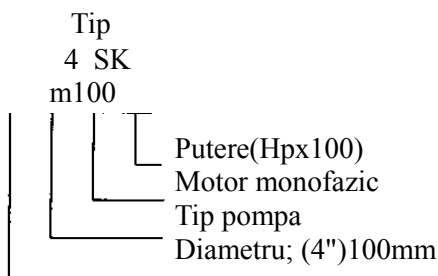 Tip
4 SK
m100
Putere(Hpx100)
Motor monofazic
Tip pompa
Diametru; (4")100mm